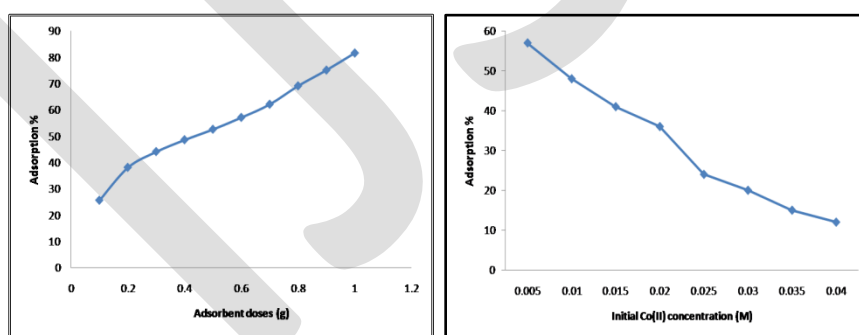 90
80
70
60
50
40
30
20
10
0
Adsorption %
0 0.2 0.4 0.6 0.8 1 1.2
Adsorbent doses (g)
60
50
40
30
20
10
0
Adsorption %
0.005 0.01 0.015 0.02 0.025 0.03 0.035 0.04
Initial Co(II) concentration (M)